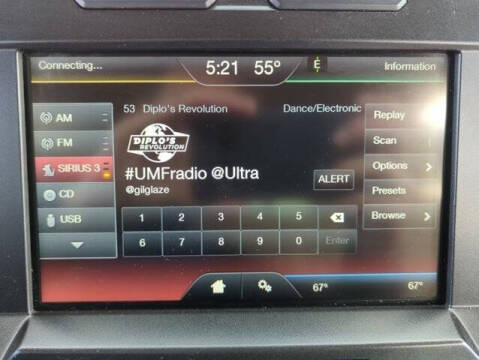 Connecting...
5:21 55°
E
Information
53 Diplo's Revolution
Dance/Electronic
AM
FM
SIRIUS 3
CD
USB
DIPLO'S
REVOLUTION
#UMFradio @Ultra
@gilglaze
ALERT
1 2 3 4 5
6 7 8 9 0 Enter
Replay
Scan
Options
Presets
Browse
67°
67°